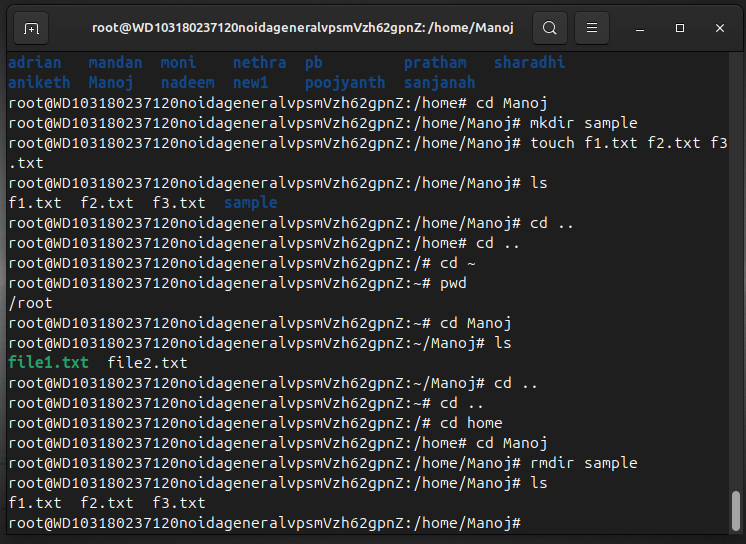 root@WD103180237120noidageneralvpsmVzh62gpnZ: /home/Manoj
adrian mandan moni nethra pb pratham sharadhi
aniketh Manoj nadeem new1 poojyanth sanjanah
root@WD103180237120noidageneralvpsmVzh62gpnZ:/home# cd Manoj
root@WD103180237120noidageneralvpsmVzh62gpnZ:/home/Manoj# mkdir sample
root@WD103180237120noidageneralvpsmVzh62gpnZ:/home/Manoj# touch f1.txt f2.txt f3
.txt
root@WD103180237120noidageneralvpsmVzh62gpnZ:/home/Manoj# ls
f1.txt f2.txt f3.txt sample
root@WD103180237120noidageneralvpsmVzh62gpnZ:/home/Manoj# cd ..
root@WD103180237120noidageneralvpsmVzh62gpnZ:/home# cd ..
root@WD103180237120noidageneralvpsmVzh62gpnZ:/# cd ~
root@WD103180237120noidageneralvpsmVzh62gpnZ:~# pwd
/root
root@WD103180237120noidageneralvpsmVzh62gpnZ:~# cd Manoj
root@WD103180237120noidageneralvpsmVzh62gpnZ:~/Manoj# ls
file1.txt file2.txt
root@WD103180237120noidageneralvpsmVzh62gpnZ:~/Manoj# cd ..
root@WD103180237120noidageneralvpsmVzh62gpnZ:~# cd ..
root@WD103180237120noidageneralvpsmVzh62gpnZ:/# cd home
root@WD103180237120noidageneralvpsmVzh62gpnZ:/home# cd Manoj
root@WD103180237120noidageneralvpsmVzh62gpnZ:/home/Manoj# rmdir sample
root@WD103180237120noidageneralvpsmVzh62gpnZ:/home/Manoj# ls
f1.txt f2.txt f3.txt
root@WD103180237120noidageneralvpsmVzh62gpnZ:/home/Manoj#